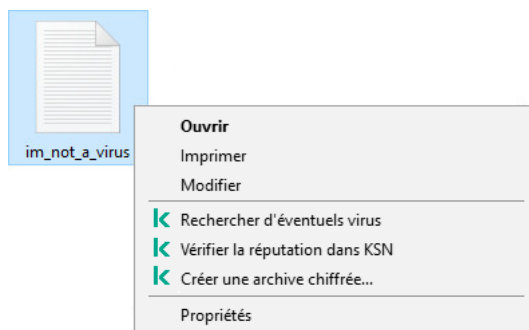 im_not_a_virus
Ouvrir
Imprimer
Modifier
Rechercher d'éventuels virus
Vérifier la réputation dans KSN
Créer une archive chiffrée...
Propriétés